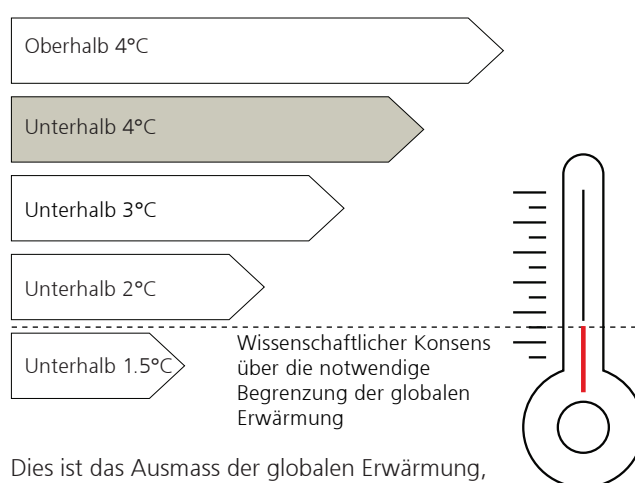 Oberhalb 4°C
Unterhalb 4°C
Unterhalb 3°C
Unterhalb 2°C
Unterhalb 1.5°C
Wissenschaftlicher Konsens
über die notwendige
Begrenzung der globalen
Erwärmung
Dies ist das Ausmass der globalen Erwärmung,